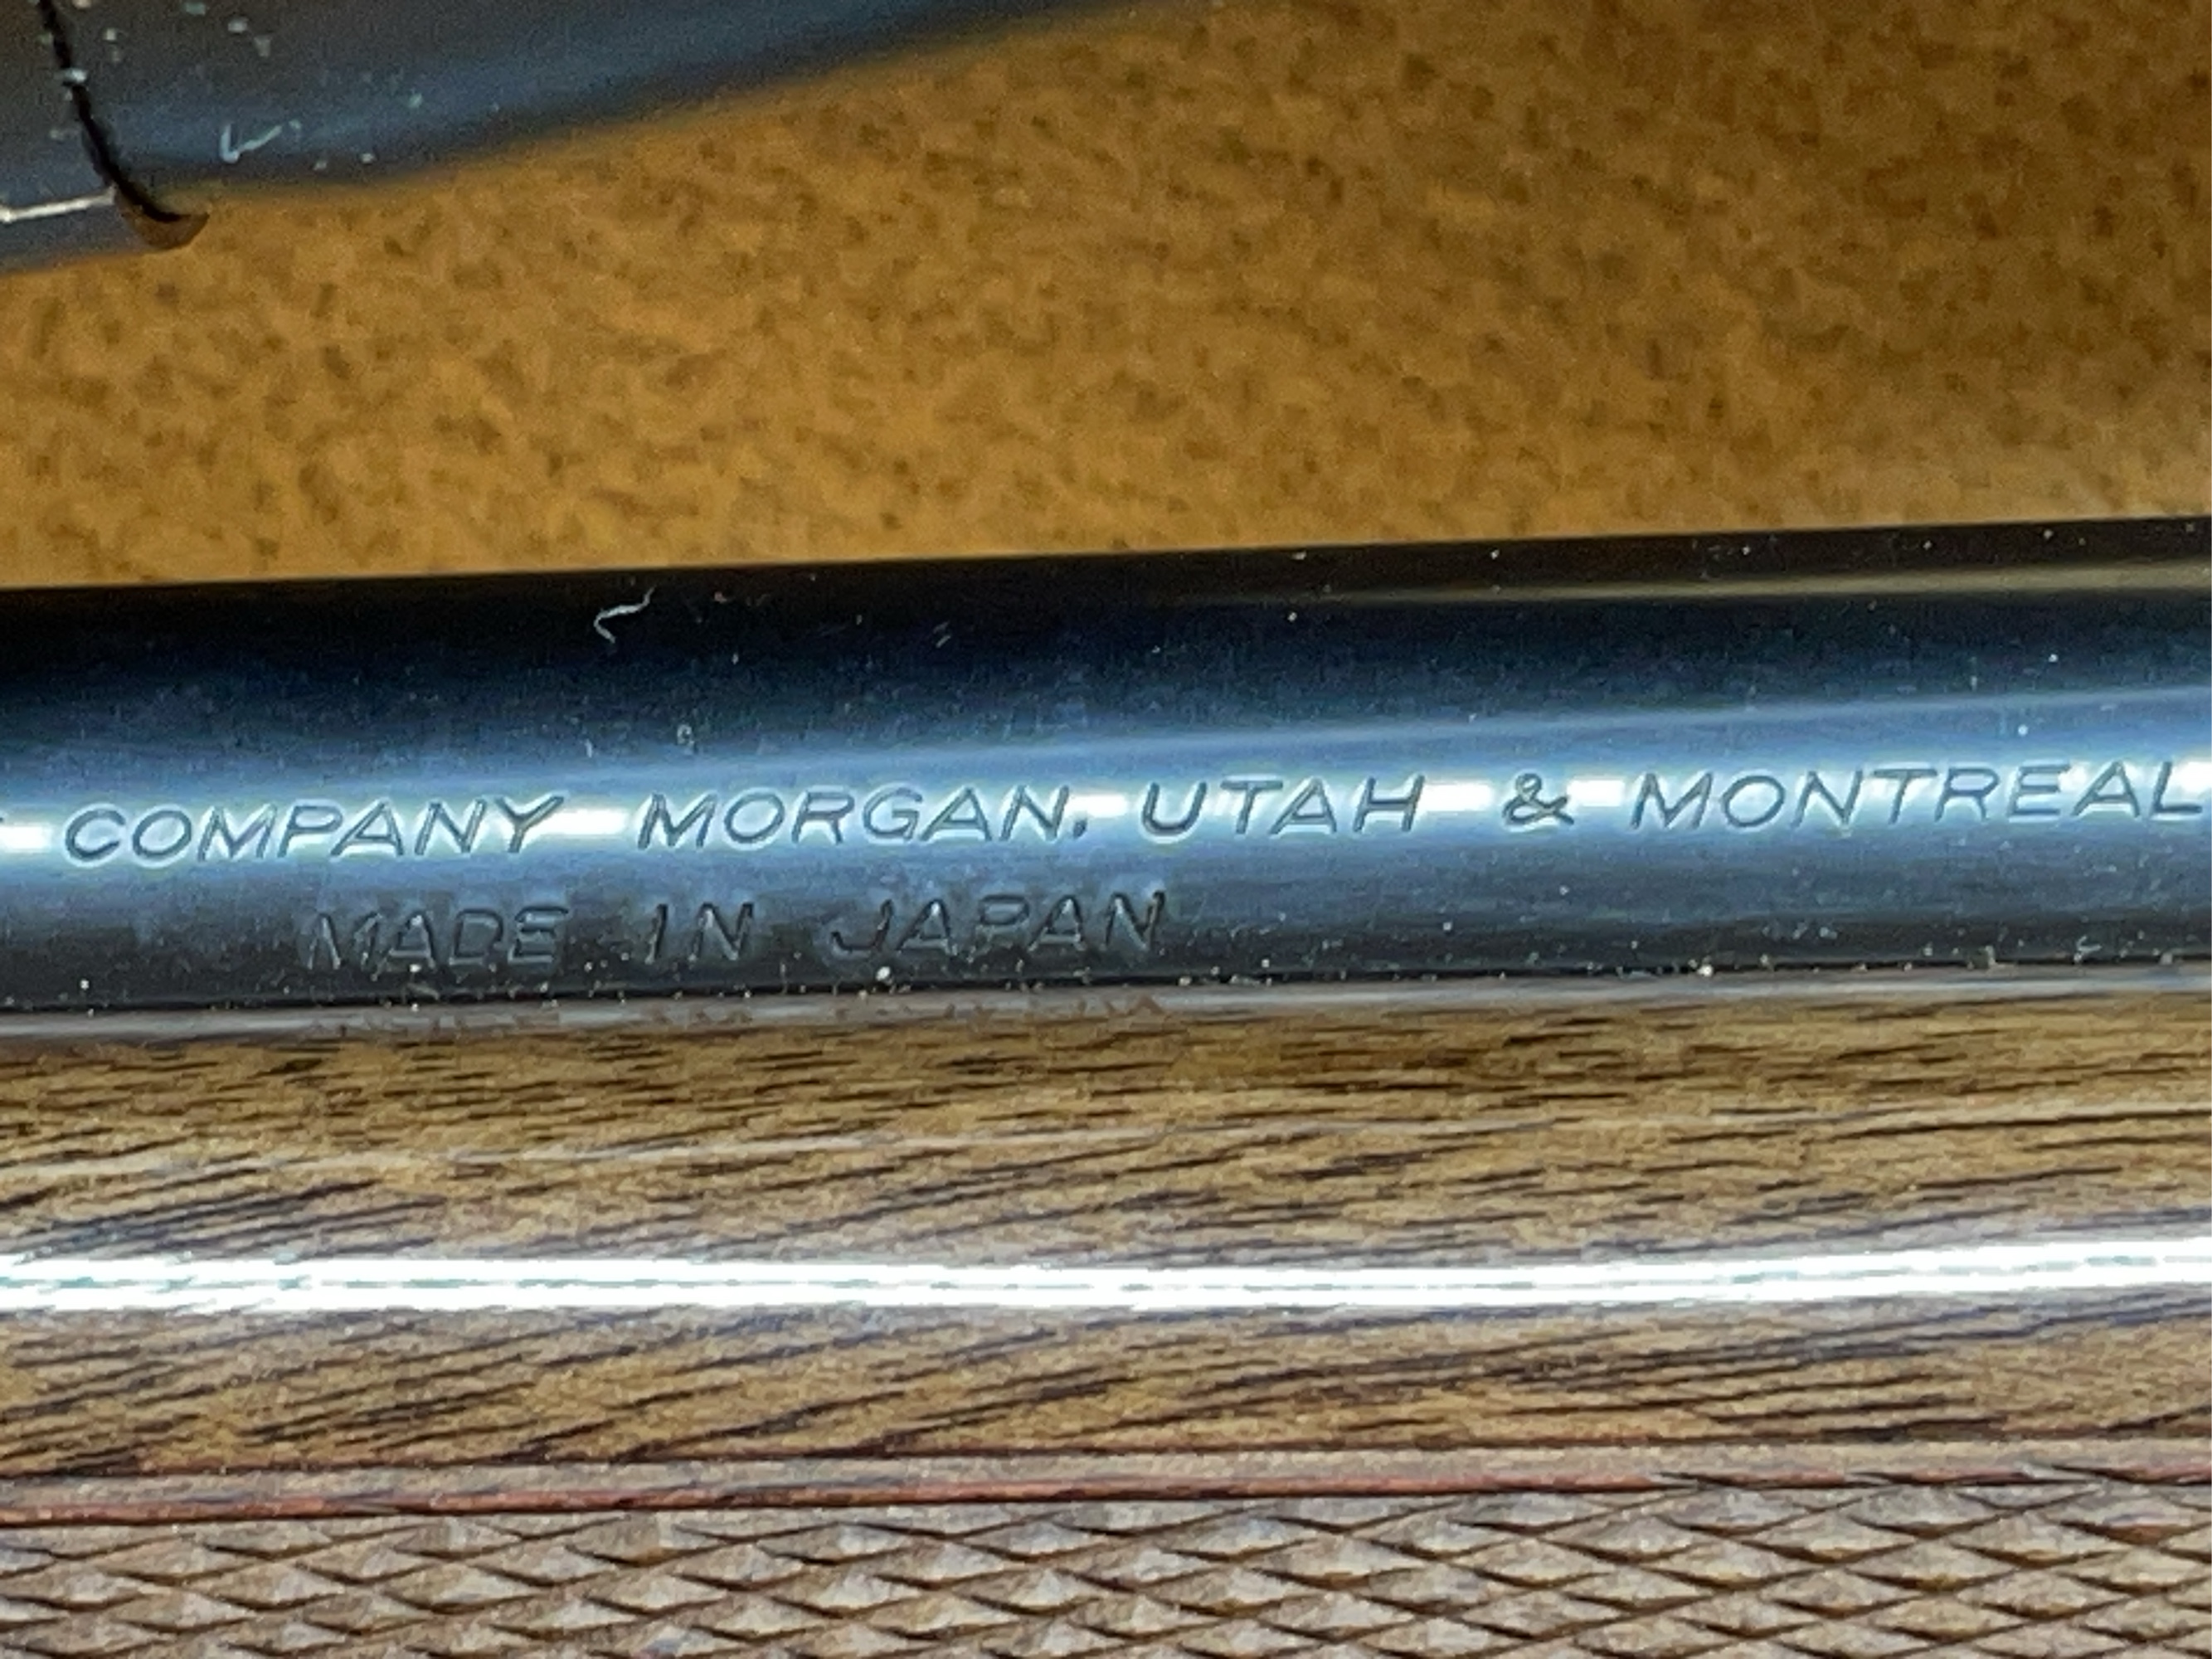 COMPANY MORGAN, UTAH & MONTREAL
MADE IN JAPAN